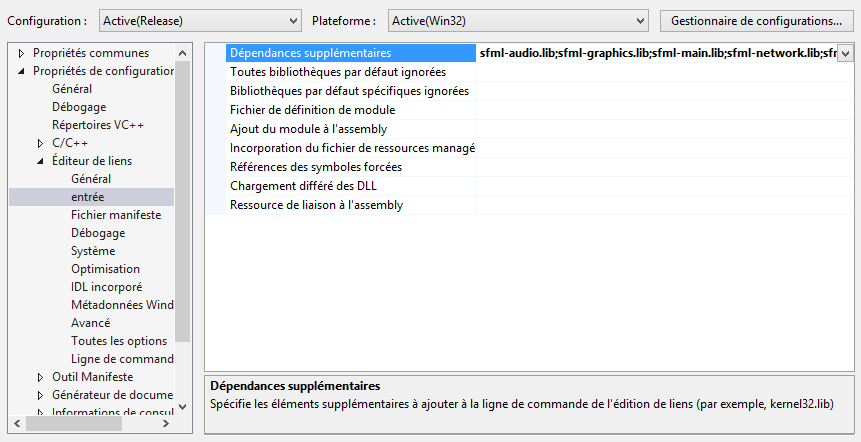 Configuration : Active(Release) Plateforme : Active(Win32) Gestionnaire de configurations...
Propriétés communes
Propriétés de configuration
Général
Débogage
Répertoires VC++
C/C++
Éditeur de liens
Général
entrée
Fichier manifeste
Débogage
Système
Optimisation
IDL incorporé
Métadonnées Wind
Avancé
Toutes les options
Ligne de command
Outil Manifeste
Générateur de docume
Informations de consul
Dépendances supplémentaires sfml-audio.lib;sfml-graphics.lib;sfml-main.lib;sfml-network.lib;sfm
Toutes bibliothèques par défaut ignorées
Bibliothèques par défaut spécifiques ignorées
Fichier de définition de module
Ajout du module à l'assembly
Incorporation du fichier de ressources managé
Références des symboles forcées
Chargement différé des DLL
Ressource de liaison à l'assembly
Dépendances supplémentaires
Spécifie les éléments supplémentaires à ajouter à la ligne de commande de l'édition de liens (par exemple, kernel32.lib)